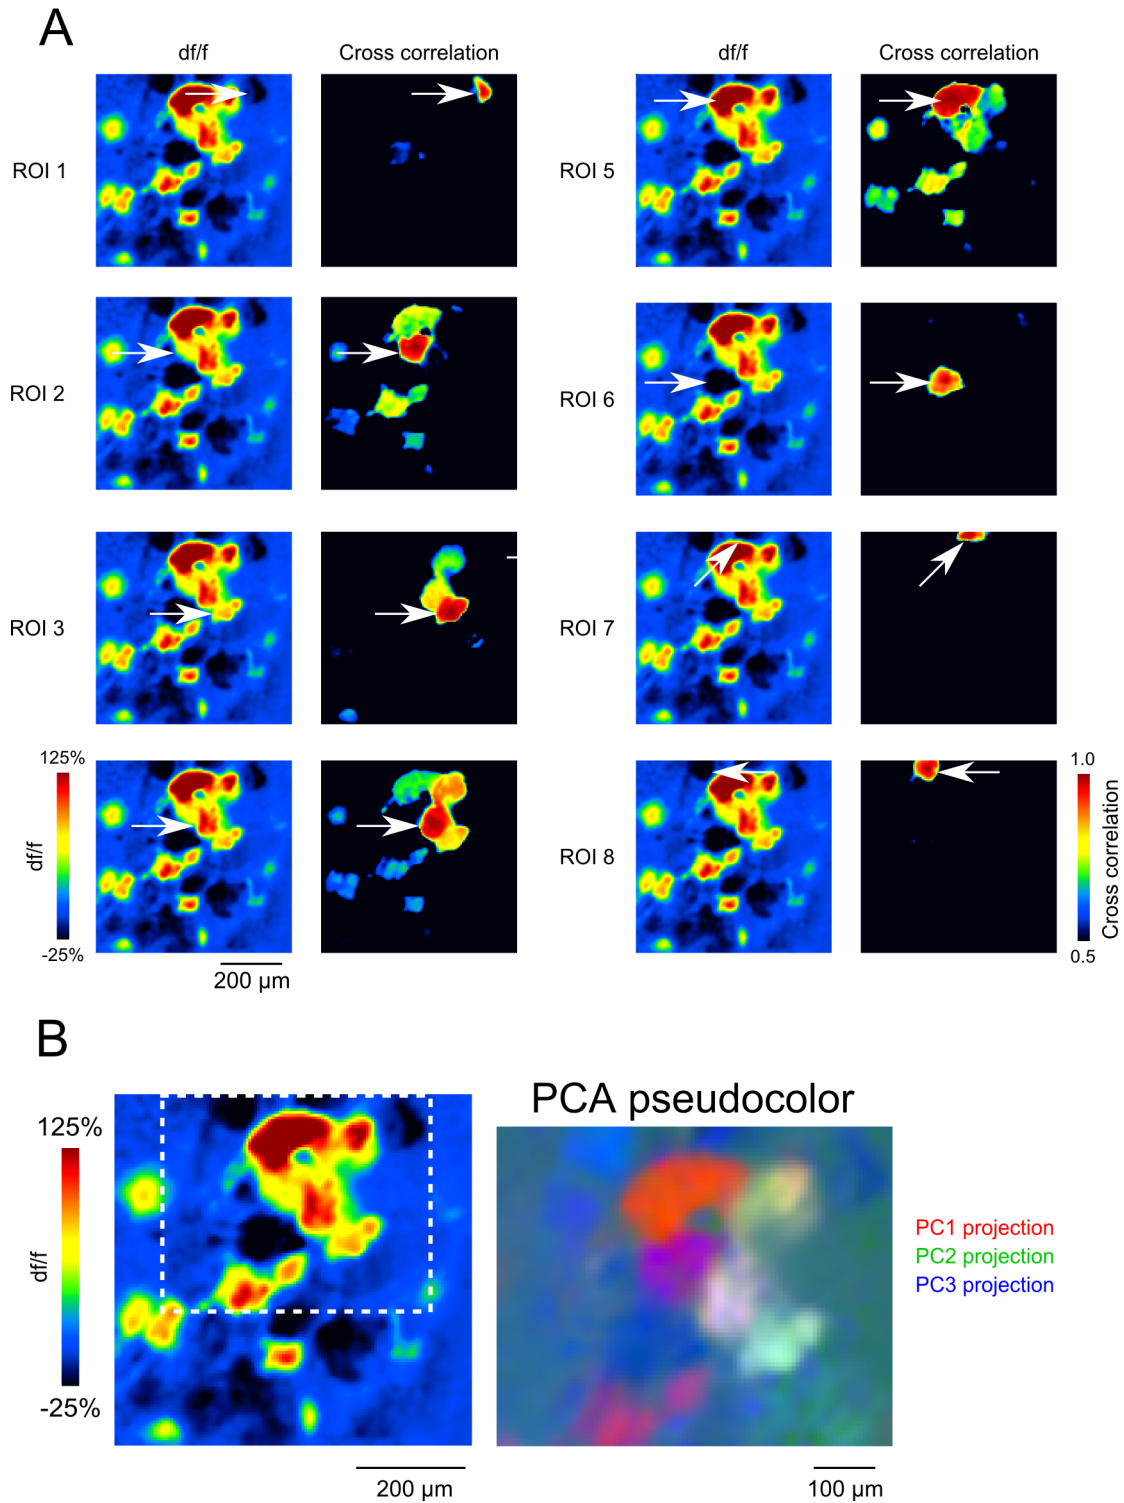 A
df/f
Cross correlation
df/f
Cross correlation
ROI 1
ROI 5
ROI 2
ROI 6
ROI 3
ROI 7
125%
df/f
-25%
200 µm
ROI 8
1.0
Cross correlation
0.5
B
125%
df/f
-25%
200 µm
PCA pseudocolor
PC1 projection
PC2 projection
PC3 projection
100 µm